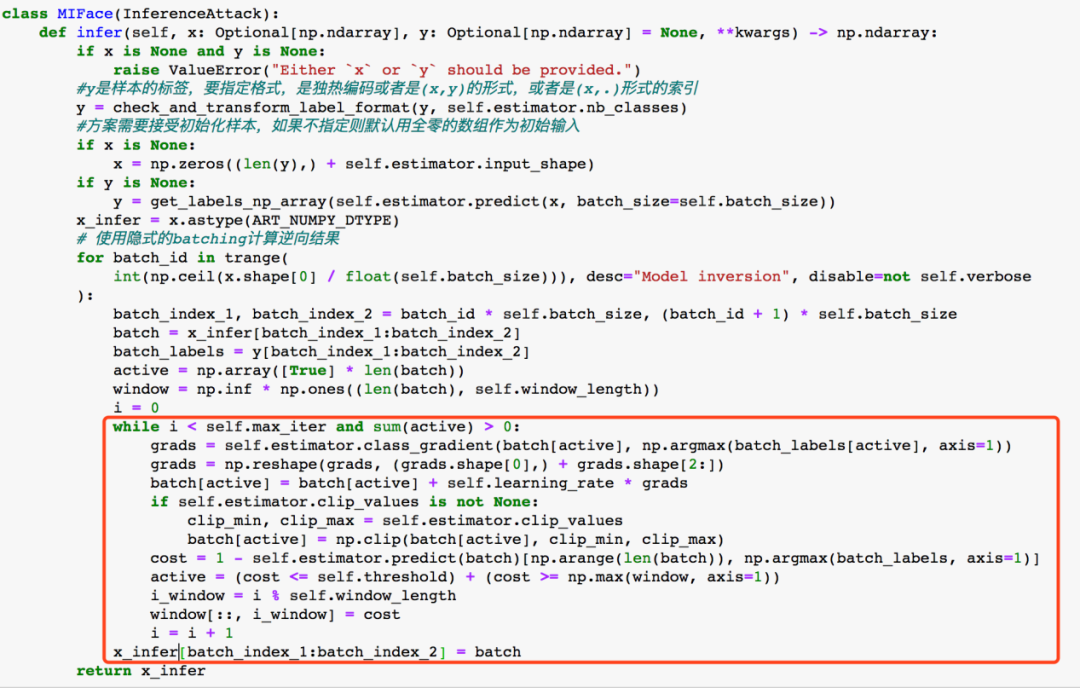 class MIFace(InferenceAttack):
    def infer(self, x: Optional[np.ndarray], y: Optional[np.ndarray] = None, **kwargs) -> np.ndarray:
        if x is None and y is None:
            raise ValueError("Either `x` or `y` should be provided.")
        #y是样本的标签，要指定格式，是独热编码或者是(x,y)的形式，或者是(x,.)形式的索引
        y = check_and_transform_label_format(y, self.estimator.nb_classes)
        #方案需要接受初始化样本，如果不指定则默认用全零的数组作为初始输入
        if x is None:
            x = np.zeros((len(y),) + self.estimator.input_shape)
        if y is None:
            y = get_labels_np_array(self.estimator.predict(x, batch_size=self.batch_size))
        x_infer = x.astype(ART_NUMPY_DTYPE)
        # 使用隐式的batching计算逆向结果
        for batch_id in trange(
            int(np.ceil(x.shape[0] / float(self.batch_size))), desc="Model inversion", disable=not self.verbose
        ):
            batch_index_1, batch_index_2 = batch_id * self.batch_size, (batch_id + 1) * self.batch_size
            batch = x_infer[batch_index_1:batch_index_2]
            batch_labels = y[batch_index_1:batch_index_2]
            active = np.array([True] * len(batch))
            window = np.inf * np.ones((len(batch), self.window_length))
            i = 0
            while i < self.max_iter and sum(active) > 0:
                grads = self.estimator.class_gradient(batch[active], np.argmax(batch_labels[active], axis=1))
                grads = np.reshape(grads, (grads.shape[0],) + grads.shape[2:])
                batch[active] = batch[active] + self.learning_rate * grads
                if self.estimator.clip_values is not None:
                    clip_min, clip_max = self.estimator.clip_values
                    batch[active] = np.clip(batch[active], clip_min, clip_max)
                cost = 1 - self.estimator.predict(batch)[np.arange(len(batch)), np.argmax(batch_labels, axis=1)]
                active = (cost <= self.threshold) + (cost >= np.max(window, axis=1))
                i_window = i % self.window_length
                window[::, i_window] = cost
                i = i + 1
            x_infer[batch_index_1:batch_index_2] = batch
        return x_infer